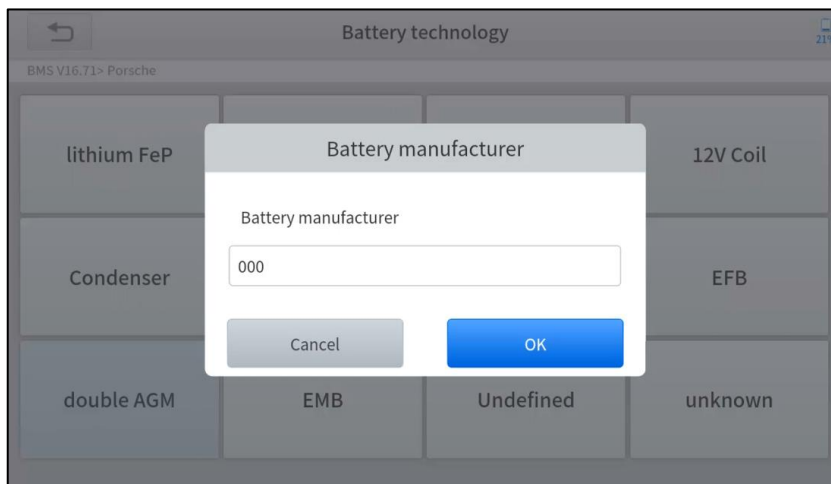 Battery technology
21%
BMS V16.71> Porsche
lithium FeP
12V Coil
Battery manufacturer
Battery manufacturer
000
Condenser
EFB
Cancel
OK
double AGM
EMB
Undefined
unknown